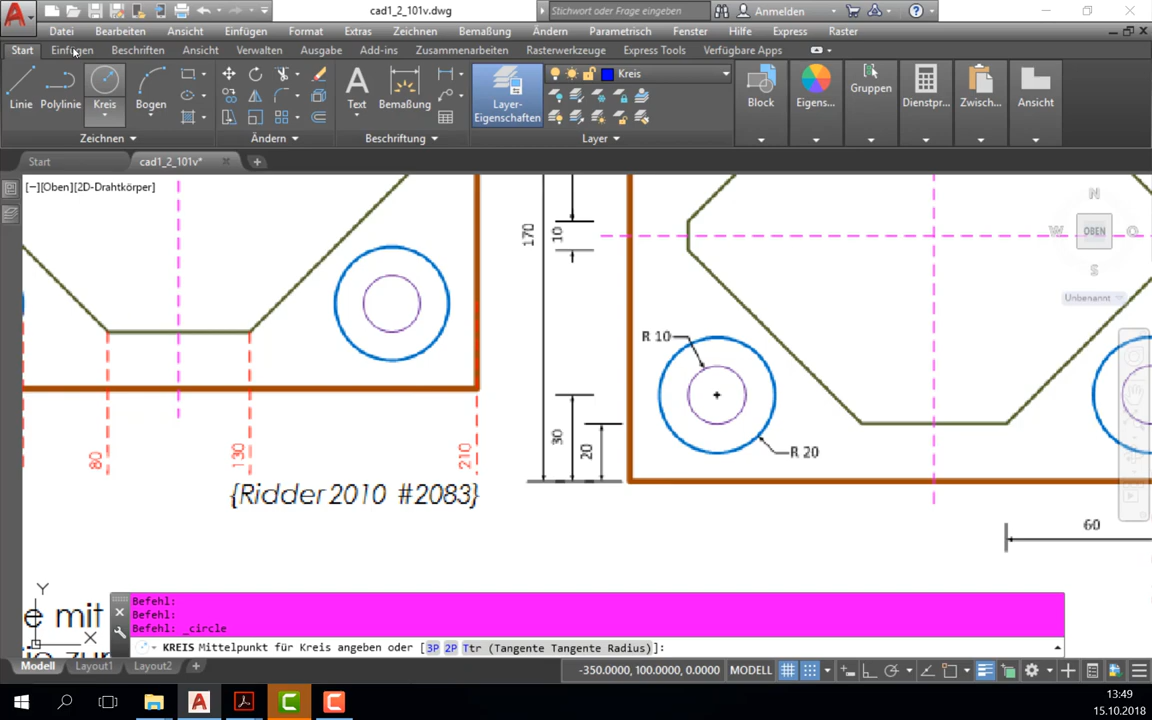 cad1_2_101v.dwg
Stichwort oder Frage eingeben
Anmelden
Datei Bearbeiten Ansicht Einfügen Format Extras Zeichnen Bemaßung Ändern Parametrisch Fenster Hilfe Express Raster
Start Einfügen Beschriften Ansicht Verwalten Ausgabe Add-ins Zusammenarbeiten Rasterwerkzeuge Express Tools Verfügbare Apps
Kreis
Linie Polylinie Kreis Bogen Text Bemaßung Layer-Eigenschaften Block Eigens... Gruppen Dienstpr... Zwisch... Ansicht
Zeichnen Ändern Beschriftung Layer
Start cad1_2_101v*
[−][Oben][2D-Drahtkörper]
N
W OBEN O
S
Unbenannt
170
10
R 10
30
20
R 20
80
130
210
{Ridder 2010 #2083}
60
Y
X
e mit
Befehl:
Befehl:
Befehl: _circle
KREIS Mittelpunkt für Kreis angeben oder [3P 2P Ttr (Tangente Tangente Radius)]:
Modell Layout1 Layout2
-350.0000, 100.0000, 0.0000 MODELL
13:49
15.10.2018